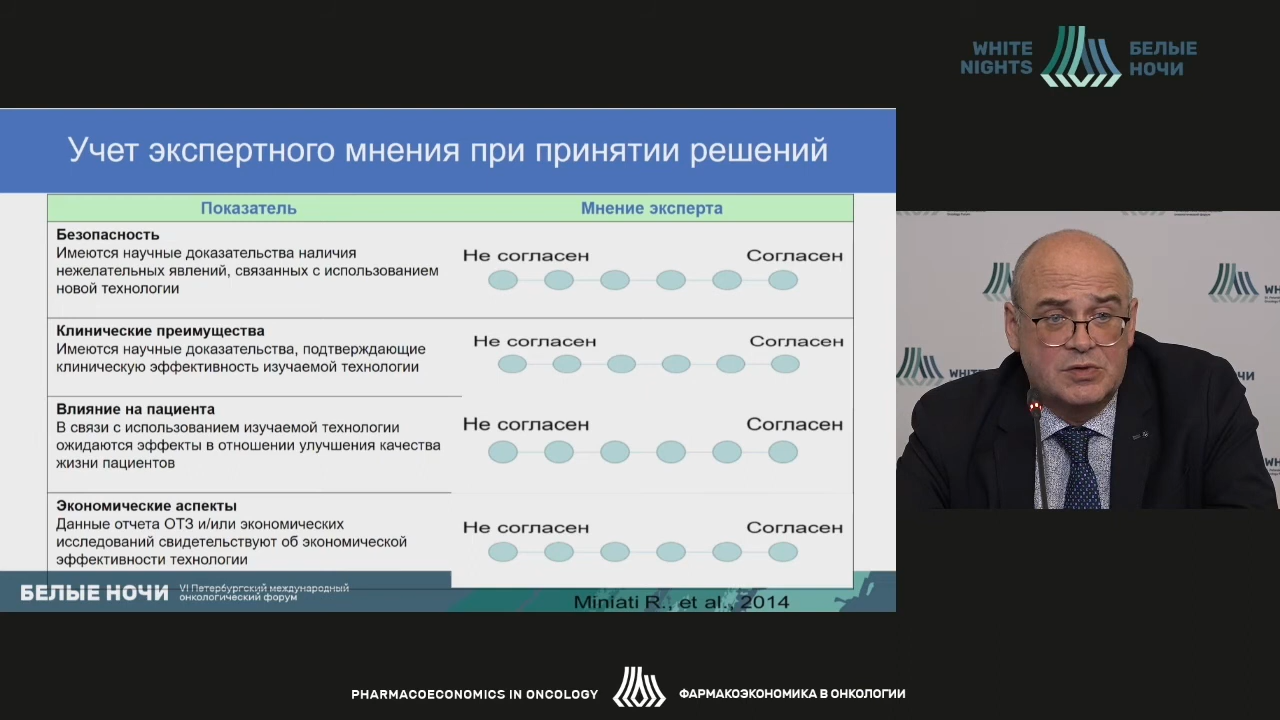 WHITE
NIGHTS
БЕЛЫЕ
НОЧИ
Учет экспертного мнения при принятии решений
Показатель
Мнение эксперта
Безопасность
Имеются научные доказательства наличия
нежелательных явлений, связанных с использованием
новой технологии
Не согласен
Согласен
Клинические преимущества
Имеются научные доказательства, подтверждающие
клиническую эффективность изучаемой технологии
Не согласен
Согласен
Влияние на пациента
В связи с использованием изучаемой технологии
ожидаются эффекты в отношении улучшения качества
жизни пациентов
Не согласен
Согласен
Экономические аспекты
Данные отчета ОТЗ и/или экономических
исследований свидетельствуют об экономической
эффективности технологии
Не согласен
Согласен
БЕЛЫЕ НОЧИ
VI Петербургский международный
онкологический форум
Miniati R., et al., 2014
PHARMACOECONOMICS IN ONCOLOGY
ФАРМАКОЭКОНОМИКА В ОНКОЛОГИИ